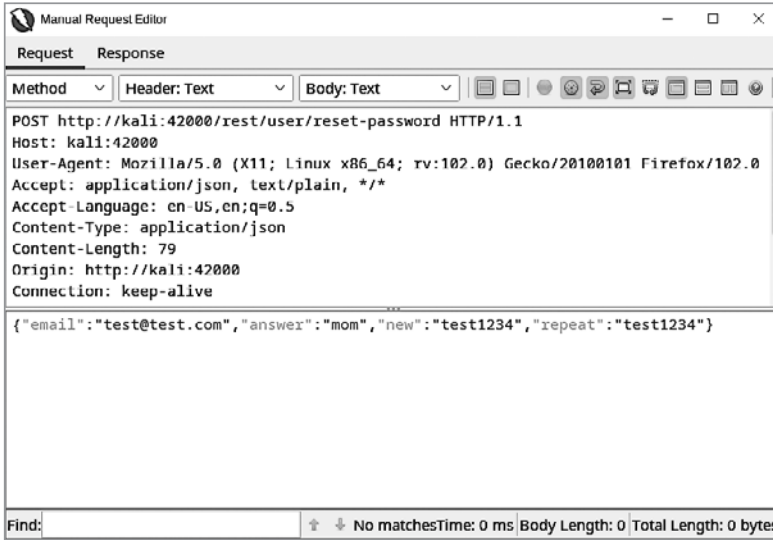 Manual Request Editor
Request Response
Method Header: Text Body: Text
POST http://kali:42000/rest/user/reset-password HTTP/1.1
Host: kali:42000
User-Agent: Mozilla/5.0 (X11; Linux x86_64; rv:102.0) Gecko/20100101 Firefox/102.0
Accept: application/json, text/plain, */*
Accept-Language: en-US,en;q=0.5
Content-Type: application/json
Content-Length: 79
Origin: http://kali:42000
Connection: keep-alive
{"email":"test@test.com","answer":"mom","new":"test1234","repeat":"test1234"}
Find: No matches Time: 0 ms Body Length: 0 Total Length: 0 bytes